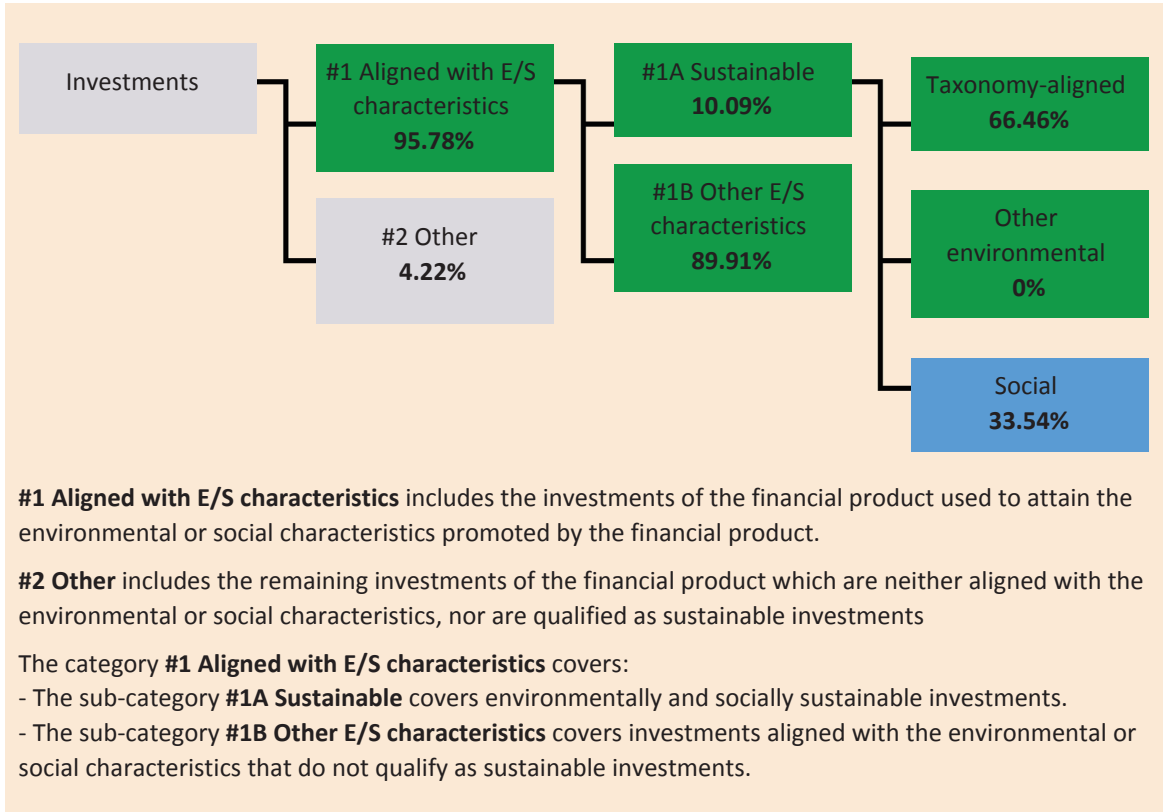 Investments
#1 Aligned with E/S
characteristics
95.78%
#2 Other
4.22%
#1A Sustainable
10.09%
#1B Other E/S
characteristics
89.91%
Taxonomy-aligned
66.46%
Other
environmental
0%
Social
33.54%
#1 Aligned with E/S characteristics includes the investments of the financial product used to attain the
environmental or social characteristics promoted by the financial product.
#2 Other includes the remaining investments of the financial product which are neither aligned with the
environmental or social characteristics, nor are qualified as sustainable investments
The category #1 Aligned with E/S characteristics covers:
- The sub-category #1A Sustainable covers environmentally and socially sustainable investments.
- The sub-category #1B Other E/S characteristics covers investments aligned with the environmental or
social characteristics that do not qualify as sustainable investments.